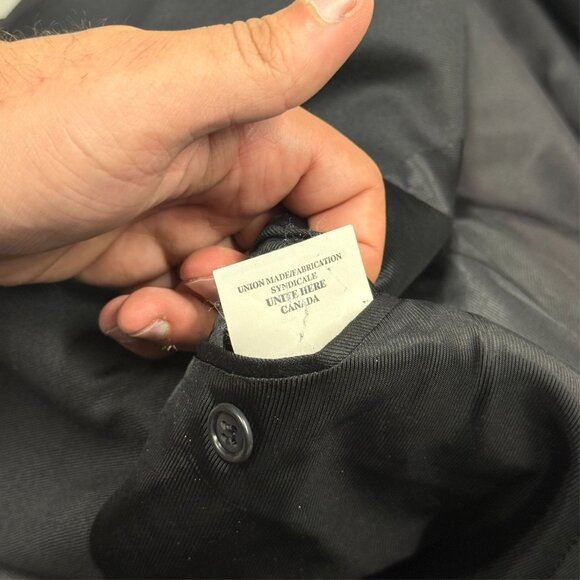 UNION MADE/FABRICATION
SYNDICALE
UNITE HERE
CANADA